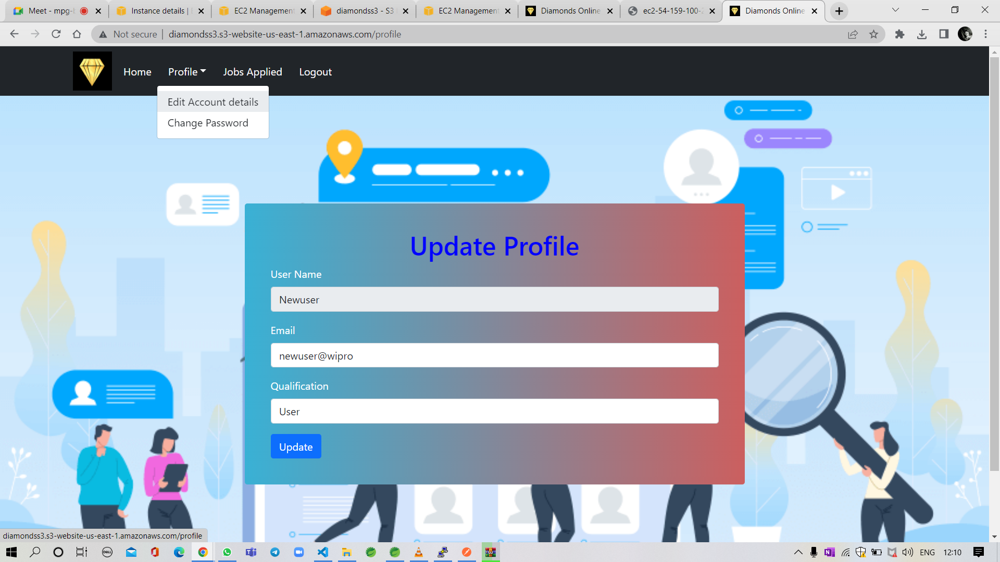 Meet - mpg-
Instance details |
EC2 Management
diamondss3 - S3
EC2 Management
Diamonds Online
ec2-54-159-100-2
Diamonds Online
Not secure
diamondss3.s3-website-us-east-1.amazonaws.com/profile
Home
Profile
Jobs Applied
Logout
Edit Account details
Change Password
Update Profile
User Name
Newuser
Email
newuser@wipro
Qualification
User
Update
diamondss3.s3-website-us-east-1.amazonaws.com/profile
DELL
ENG
12:10